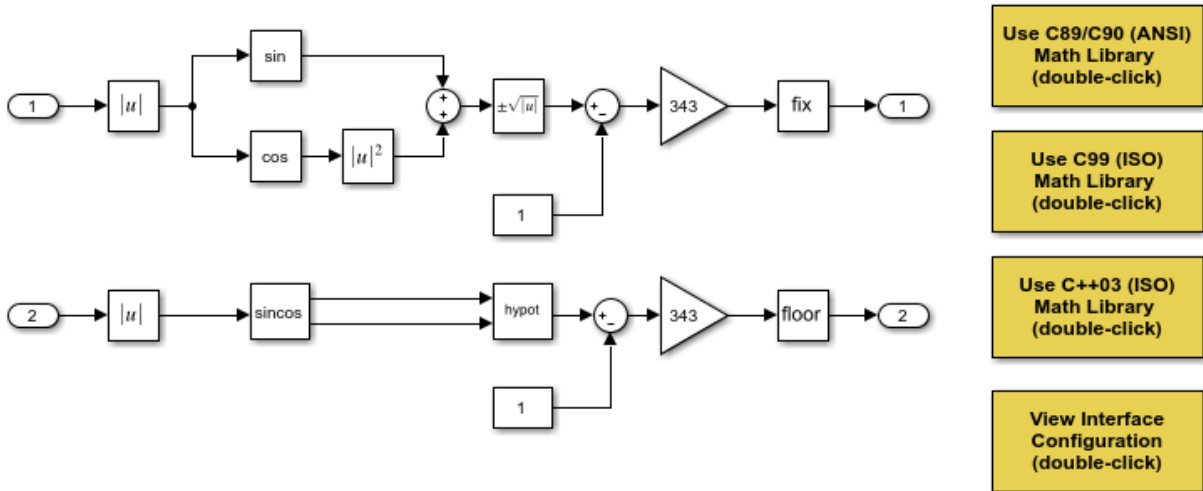 sin
Use C89/C90 (ANSI)
Math Library
(double-click)
1
|u|
+
+
±√|u|
+
−
343
fix
1
cos
|u|²
1
Use C99 (ISO)
Math Library
(double-click)
2
|u|
sincos
hypot
+
−
343
floor
2
Use C++03 (ISO)
Math Library
(double-click)
1
View Interface
Configuration
(double-click)